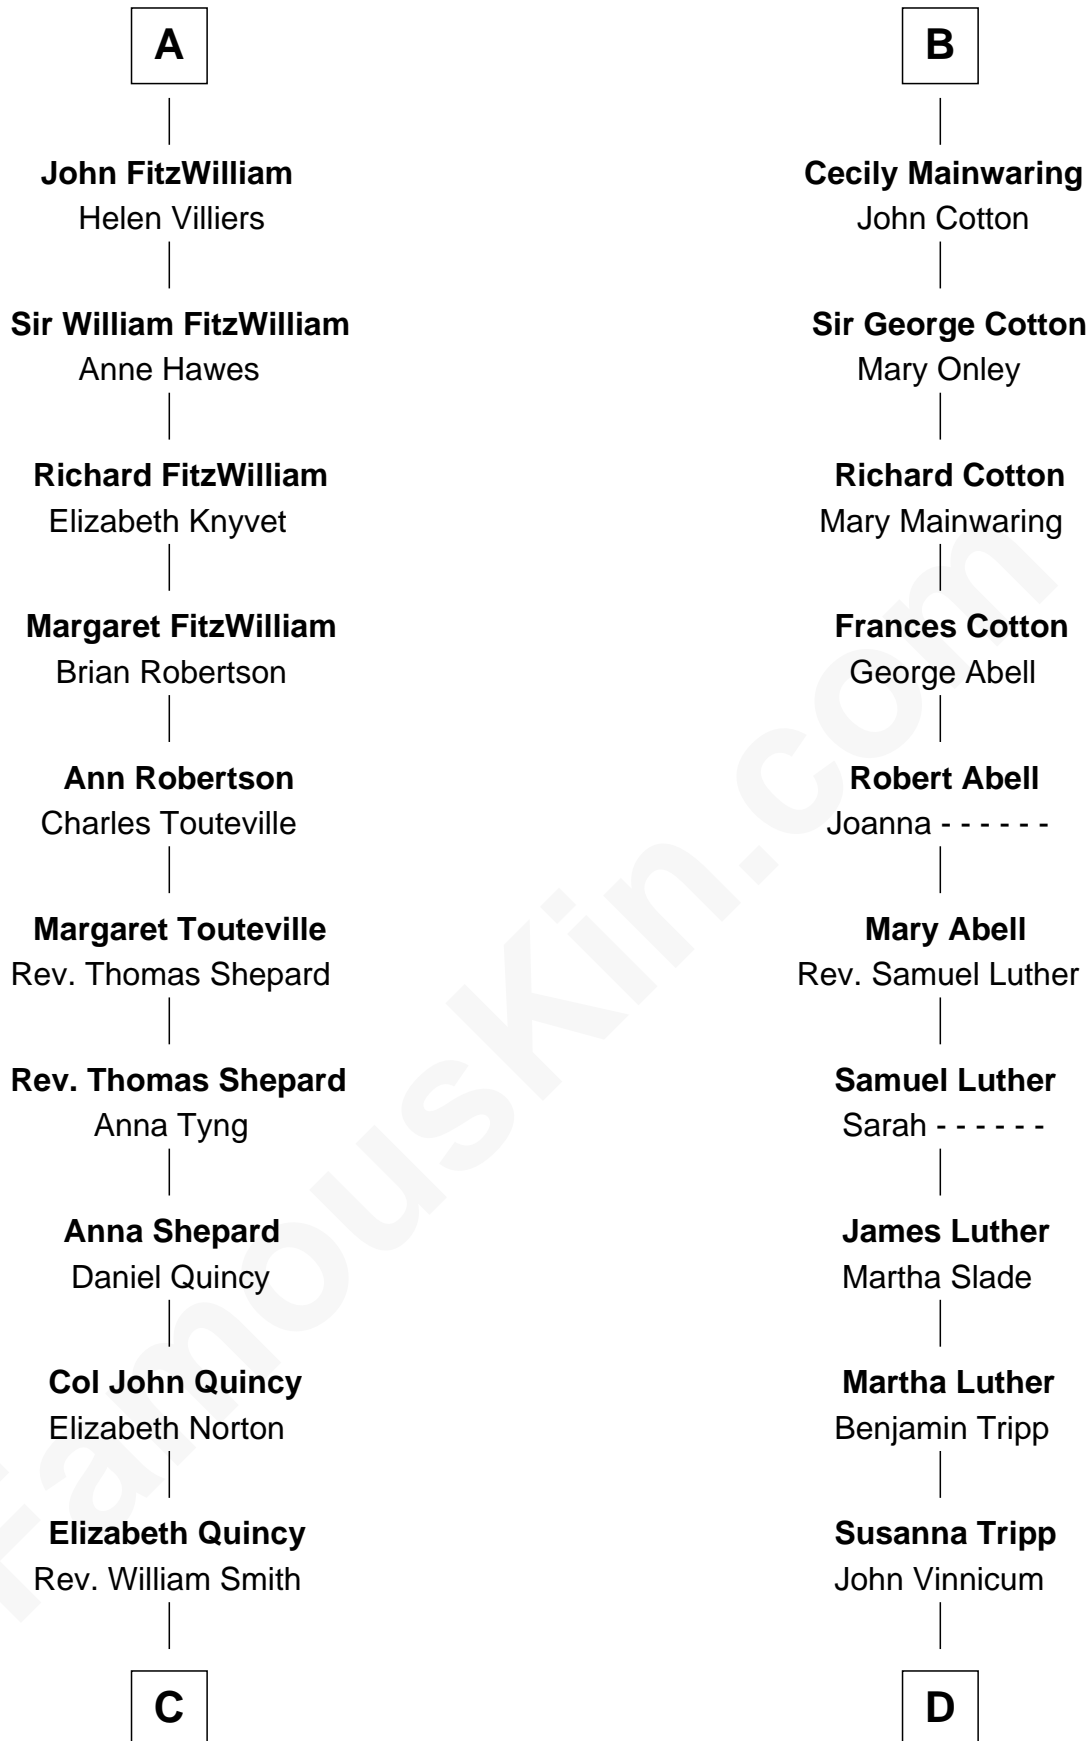 A
John FitzWilliam
Helen Villiers
Sir William FitzWilliam
Anne Hawes
Richard FitzWilliam
Elizabeth Knyvet
Margaret FitzWilliam
Brian Robertson
Ann Robertson
Charles Touteville
Margaret Touteville
Rev. Thomas Shepard
Rev. Thomas Shepard
Anna Tyng
Anna Shepard
Daniel Quincy
Col John Quincy
Elizabeth Norton
Elizabeth Quincy
Rev. William Smith
C
B
Cecily Mainwaring
John Cotton
Sir George Cotton
Mary Onley
Richard Cotton
Mary Mainwaring
Frances Cotton
George Abell
Robert Abell
Joanna - - - - - -
Mary Abell
Rev. Samuel Luther
Samuel Luther
Sarah - - - - - -
James Luther
Martha Slade
Martha Luther
Benjamin Tripp
Susanna Tripp
John Vinnicum
D
FamousKin.com